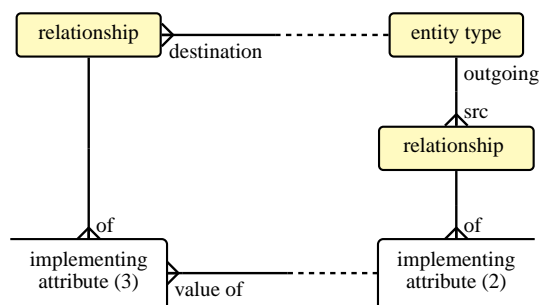 relationship
entity type
destination
outgoing
src
relationship
of
of
implementing
attribute (3)
implementing
attribute (2)
value of